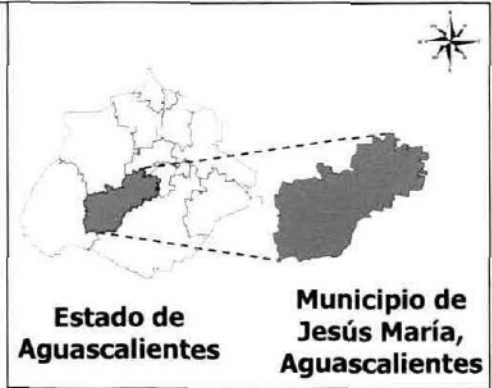 Estado de
Aguascalientes
Municipio de
Jesús María,
Aguascalientes